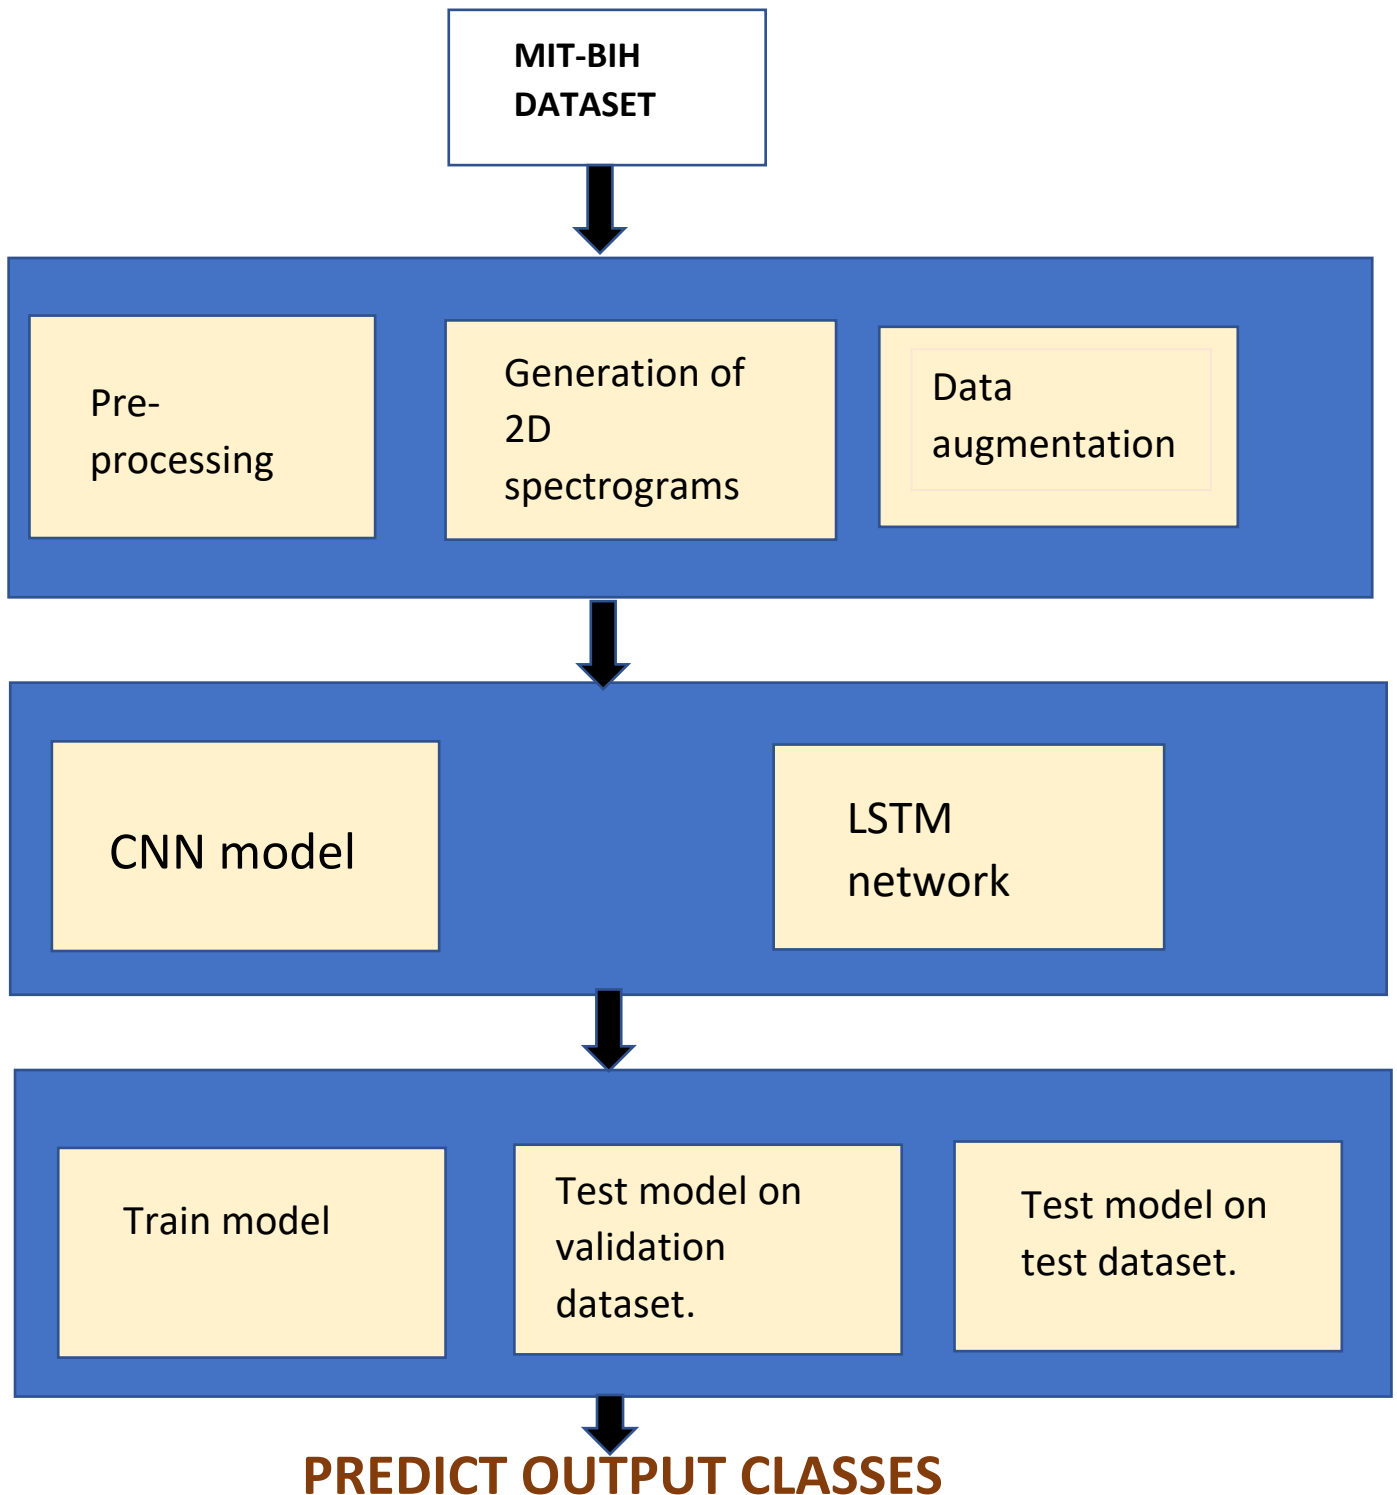 MIT-BIH
DATASET
Pre-
processing
Generation of
2D
spectrograms
Data
augmentation
CNN model
LSTM
network
Train model
Test model on
validation
dataset.
Test model on
test dataset.
PREDICT OUTPUT CLASSES